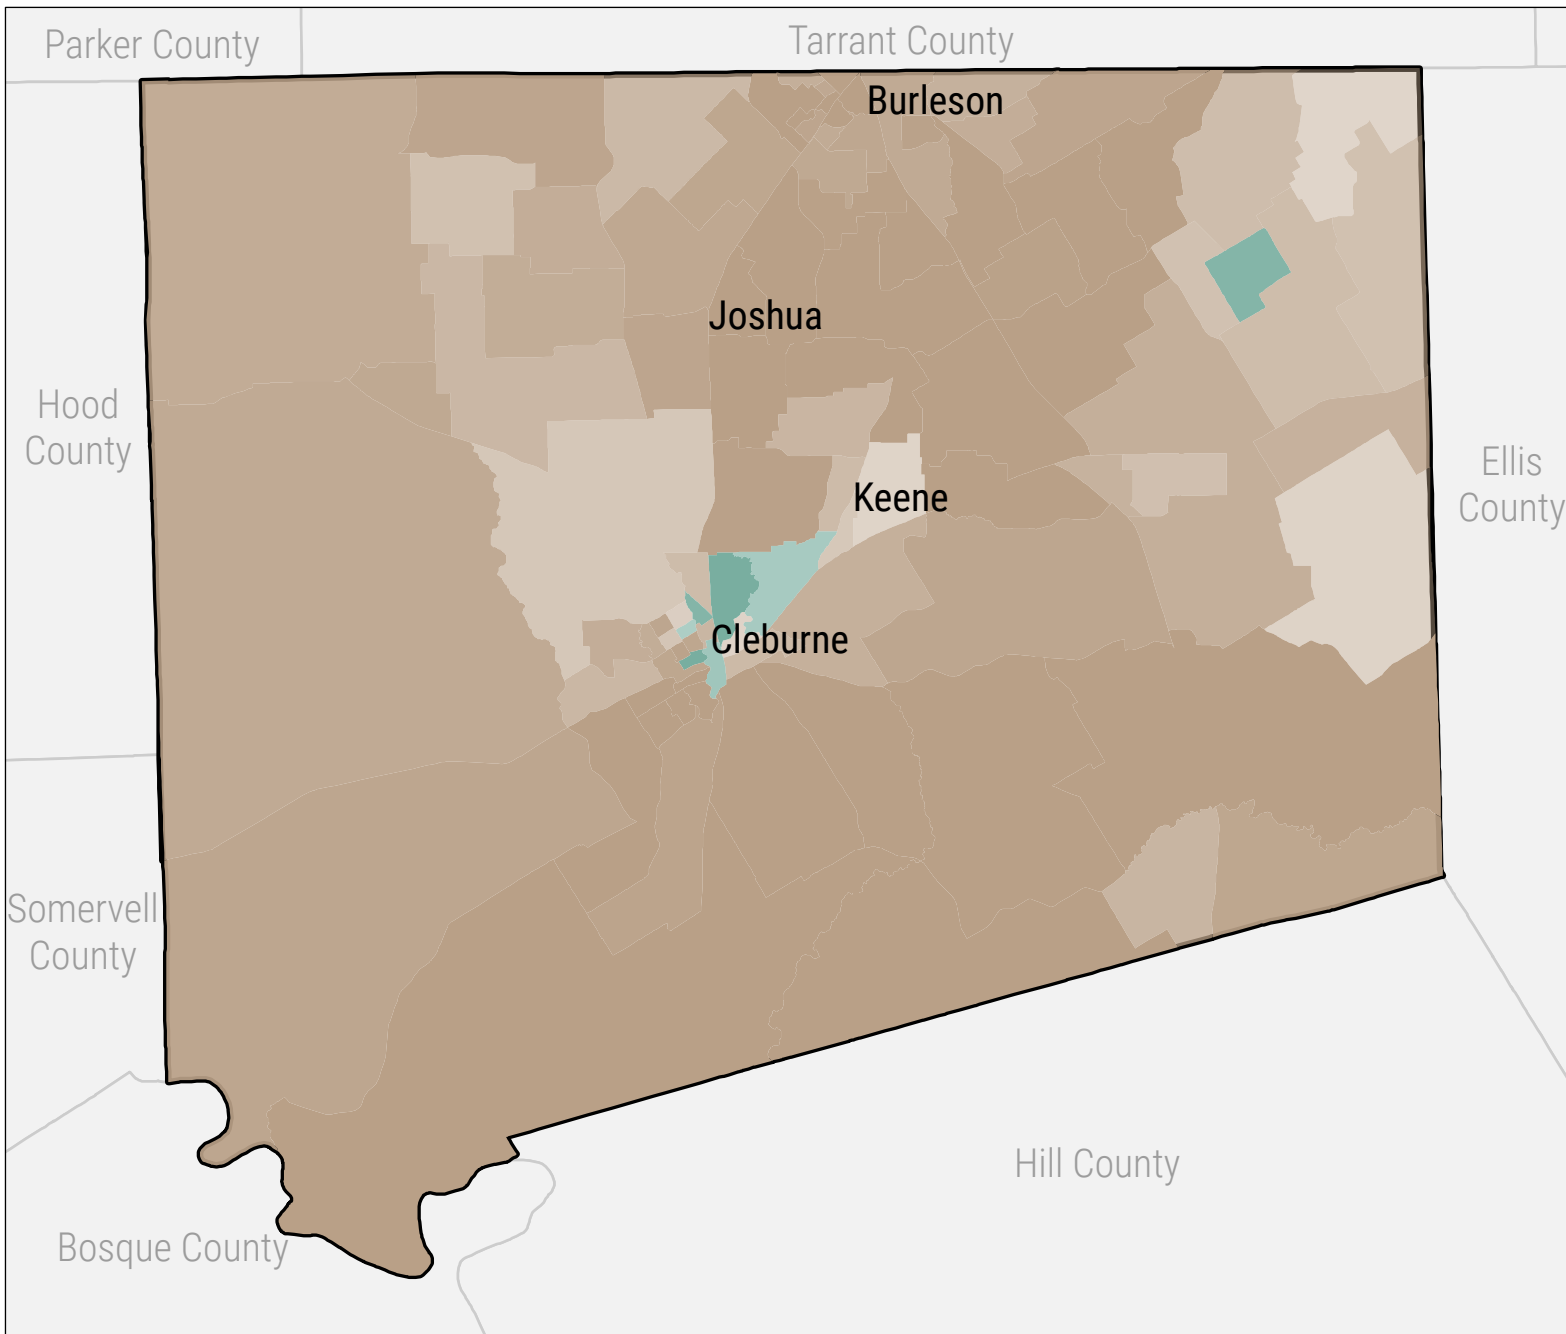 Parker County
Tarrant County
Burleson
Joshua
Hood
County
Ellis
County
Keene
Cleburne
Somervell
County
Hill County
Bosque County